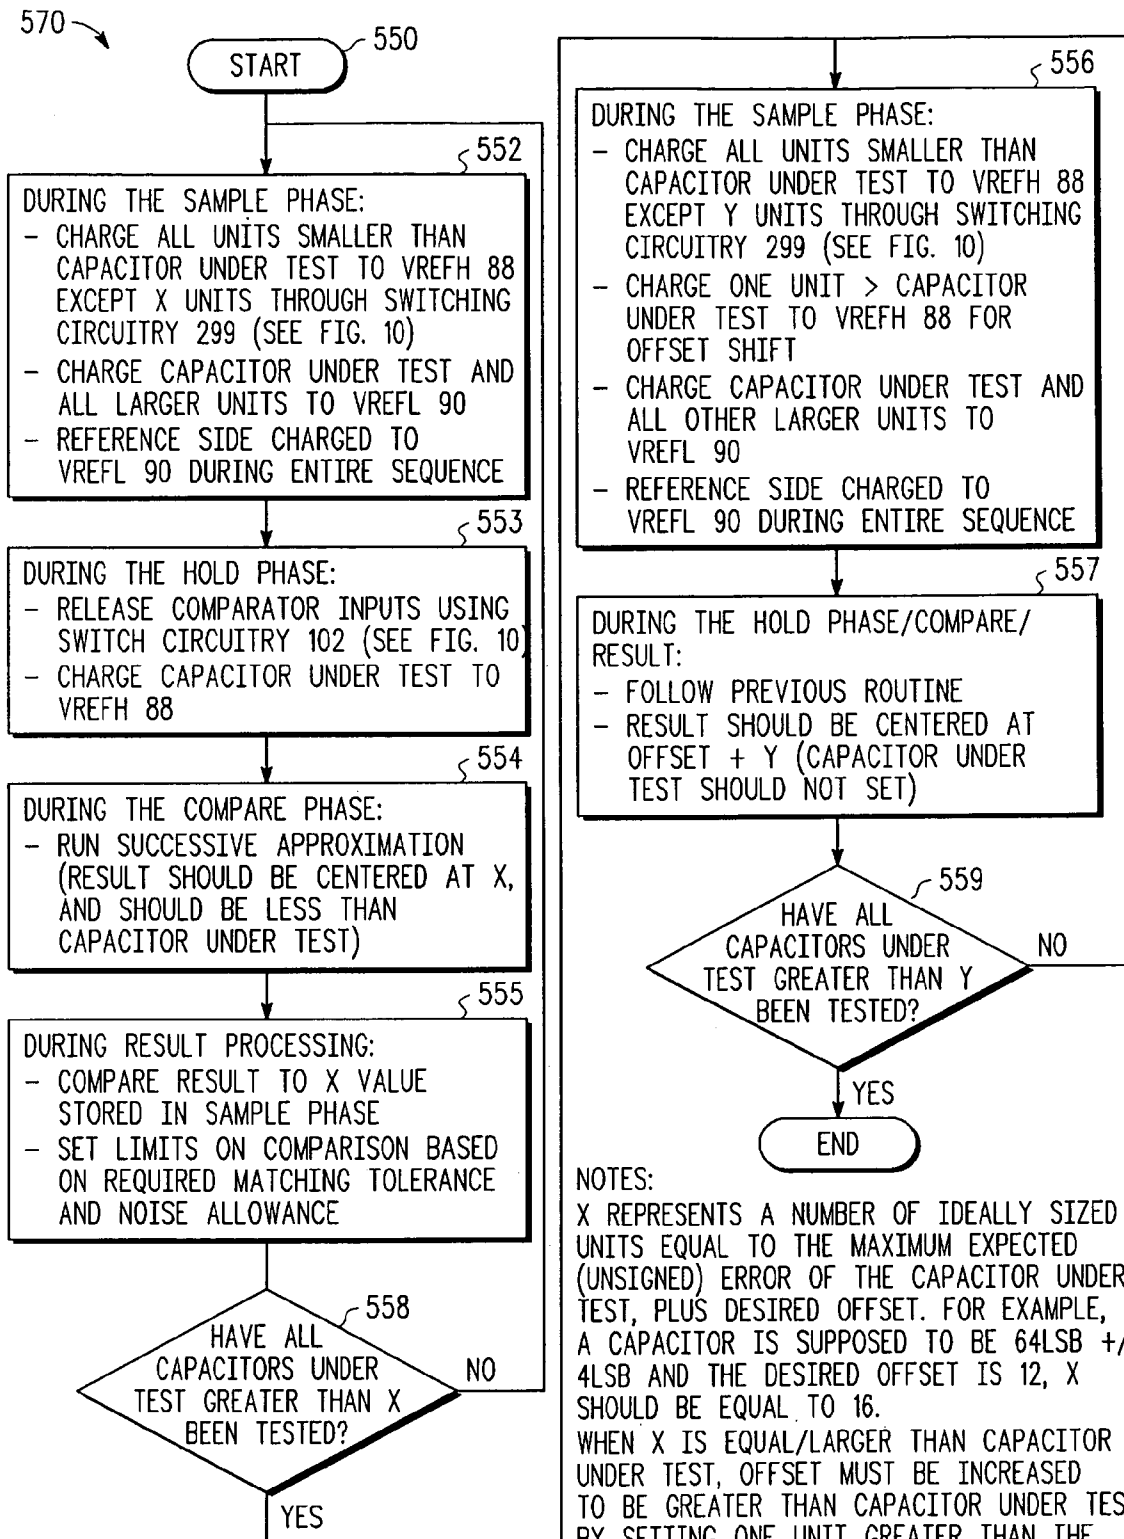 570
START
550
552
DURING THE SAMPLE PHASE:
- CHARGE ALL UNITS SMALLER THAN
CAPACITOR UNDER TEST TO VREFH 88
EXCEPT X UNITS THROUGH SWITCHING
CIRCUITRY 299 (SEE FIG. 10)
- CHARGE CAPACITOR UNDER TEST AND
ALL LARGER UNITS TO VREFL 90
- REFERENCE SIDE CHARGED TO
VREFL 90 DURING ENTIRE SEQUENCE
553
DURING THE HOLD PHASE:
- RELEASE COMPARATOR INPUTS USING
SWITCH CIRCUITRY 102 (SEE FIG. 10)
- CHARGE CAPACITOR UNDER TEST TO
VREFH 88
554
DURING THE COMPARE PHASE:
- RUN SUCCESSIVE APPROXIMATION
(RESULT SHOULD BE CENTERED AT X,
AND SHOULD BE LESS THAN
CAPACITOR UNDER TEST)
555
DURING RESULT PROCESSING:
- COMPARE RESULT TO X VALUE
STORED IN SAMPLE PHASE
- SET LIMITS ON COMPARISON BASED
ON REQUIRED MATCHING TOLERANCE
AND NOISE ALLOWANCE
558
HAVE ALL
CAPACITORS UNDER
TEST GREATER THAN X
BEEN TESTED?
NO
YES
556
DURING THE SAMPLE PHASE:
- CHARGE ALL UNITS SMALLER THAN
CAPACITOR UNDER TEST TO VREFH 88
EXCEPT Y UNITS THROUGH SWITCHING
CIRCUITRY 299 (SEE FIG. 10)
- CHARGE ONE UNIT > CAPACITOR
UNDER TEST TO VREFH 88 FOR
OFFSET SHIFT
- CHARGE CAPACITOR UNDER TEST AND
ALL OTHER LARGER UNITS TO
VREFL 90
- REFERENCE SIDE CHARGED TO
VREFL 90 DURING ENTIRE SEQUENCE
557
DURING THE HOLD PHASE/COMPARE/
RESULT:
- FOLLOW PREVIOUS ROUTINE
- RESULT SHOULD BE CENTERED AT
OFFSET + Y (CAPACITOR UNDER
TEST SHOULD NOT SET)
559
HAVE ALL
CAPACITORS UNDER
TEST GREATER THAN Y
BEEN TESTED?
NO
YES
END
NOTES:
X REPRESENTS A NUMBER OF IDEALLY SIZED
UNITS EQUAL TO THE MAXIMUM EXPECTED
(UNSIGNED) ERROR OF THE CAPACITOR UNDER
TEST, PLUS DESIRED OFFSET. FOR EXAMPLE,
A CAPACITOR IS SUPPOSED TO BE 64LSB +/
4LSB AND THE DESIRED OFFSET IS 12, X
SHOULD BE EQUAL TO 16.
WHEN X IS EQUAL/LARGER THAN CAPACITOR
UNDER TEST, OFFSET MUST BE INCREASED
TO BE GREATER THAN CAPACITOR UNDER TES
BY SETTING ONE UNIT GREATER THAN THE